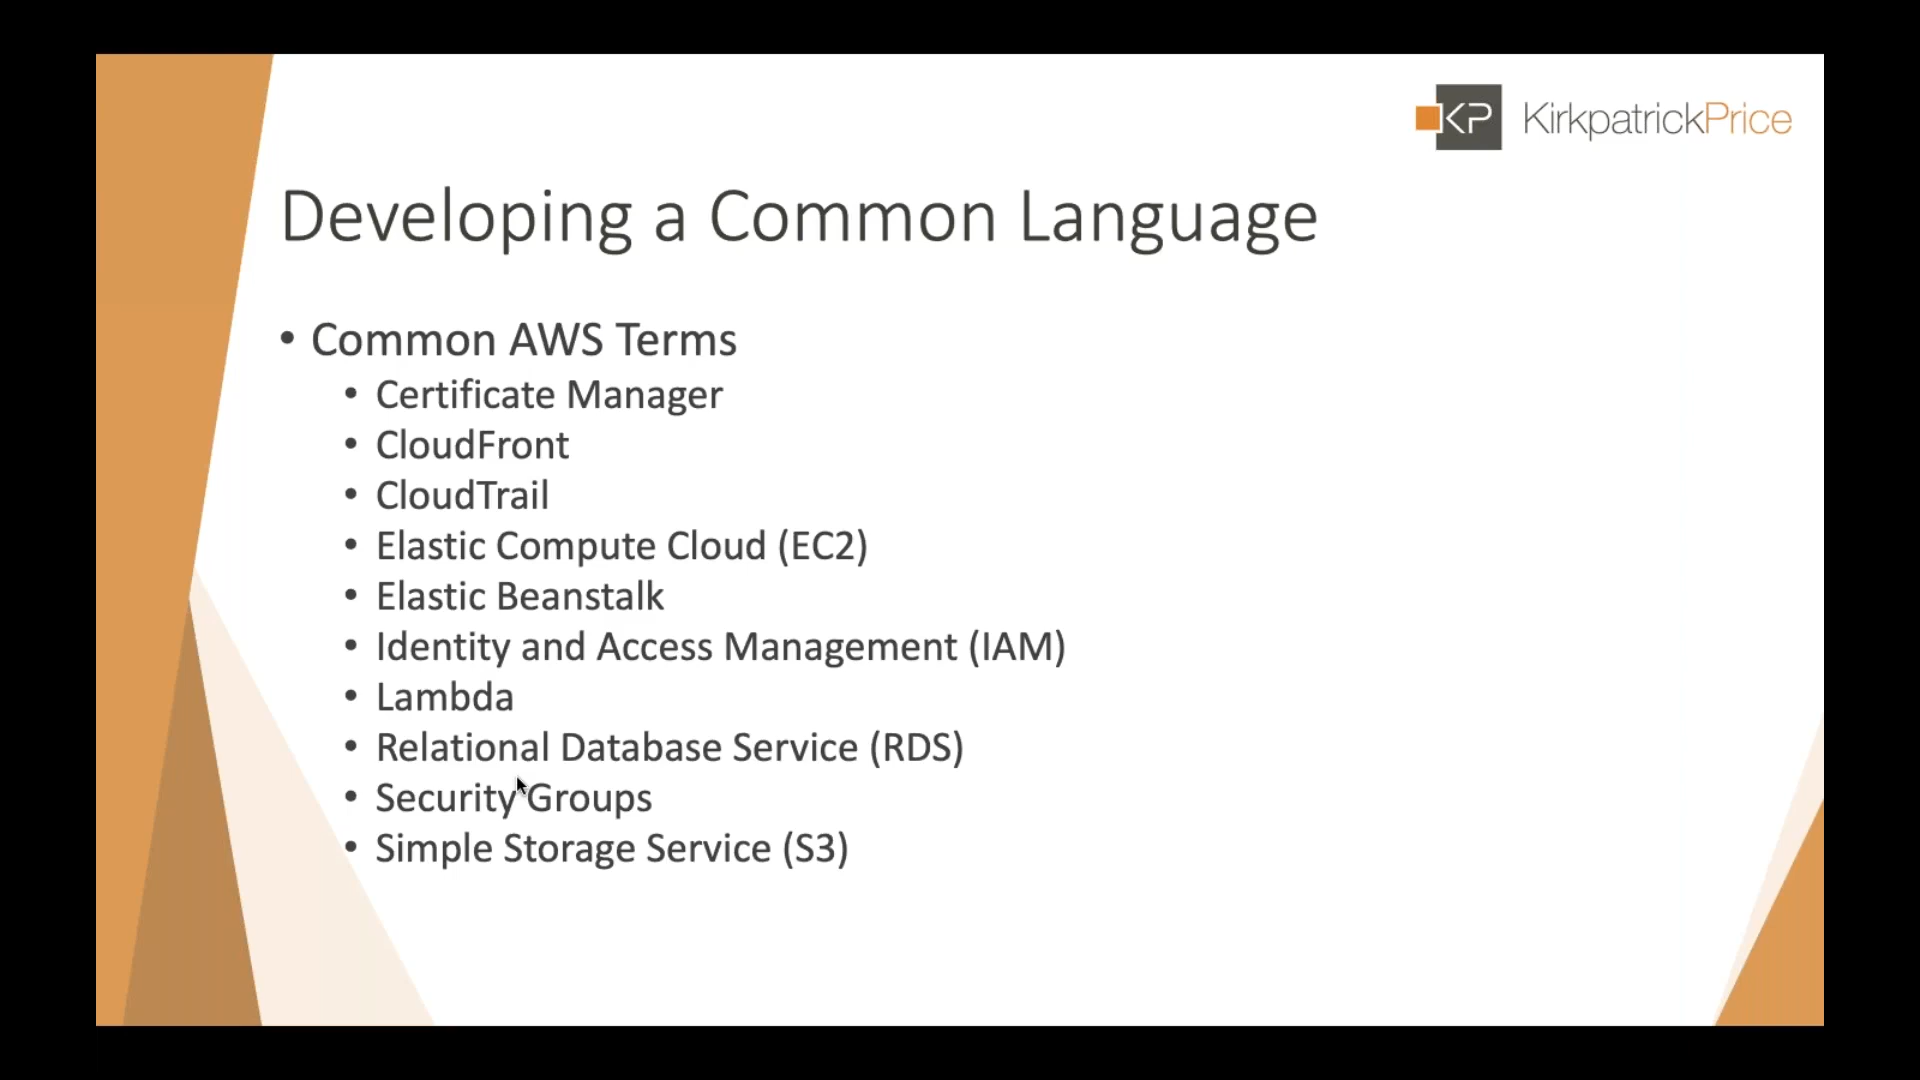 KP KirkpatrickPrice
Developing a Common Language
• Common AWS Terms
• Certificate Manager
• CloudFront
• CloudTrail
• Elastic Compute Cloud (EC2)
• Elastic Beanstalk
• Identity and Access Management (IAM)
• Lambda
• Relational Database Service (RDS)
• Security Groups
• Simple Storage Service (S3)